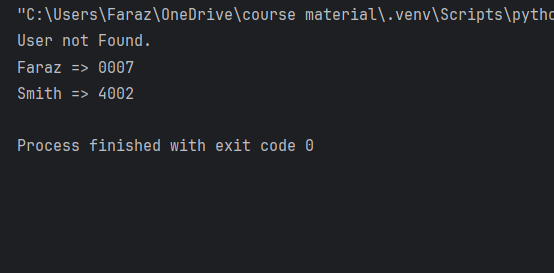 "C:\Users\Faraz\OneDrive\course material\.venv\Scripts\pytho
User not Found.
Faraz => 0007
Smith => 4002
Process finished with exit code 0